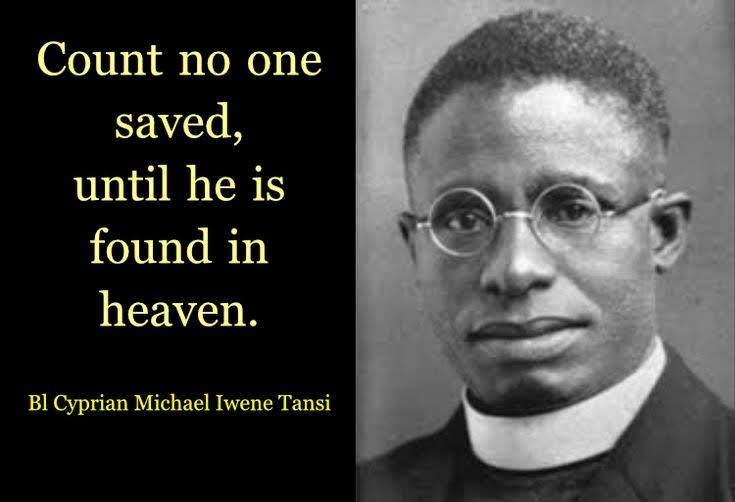 Count no one
saved,
until he is
found in
heaven.
Bl Cyprian Michael Iwene Tansi